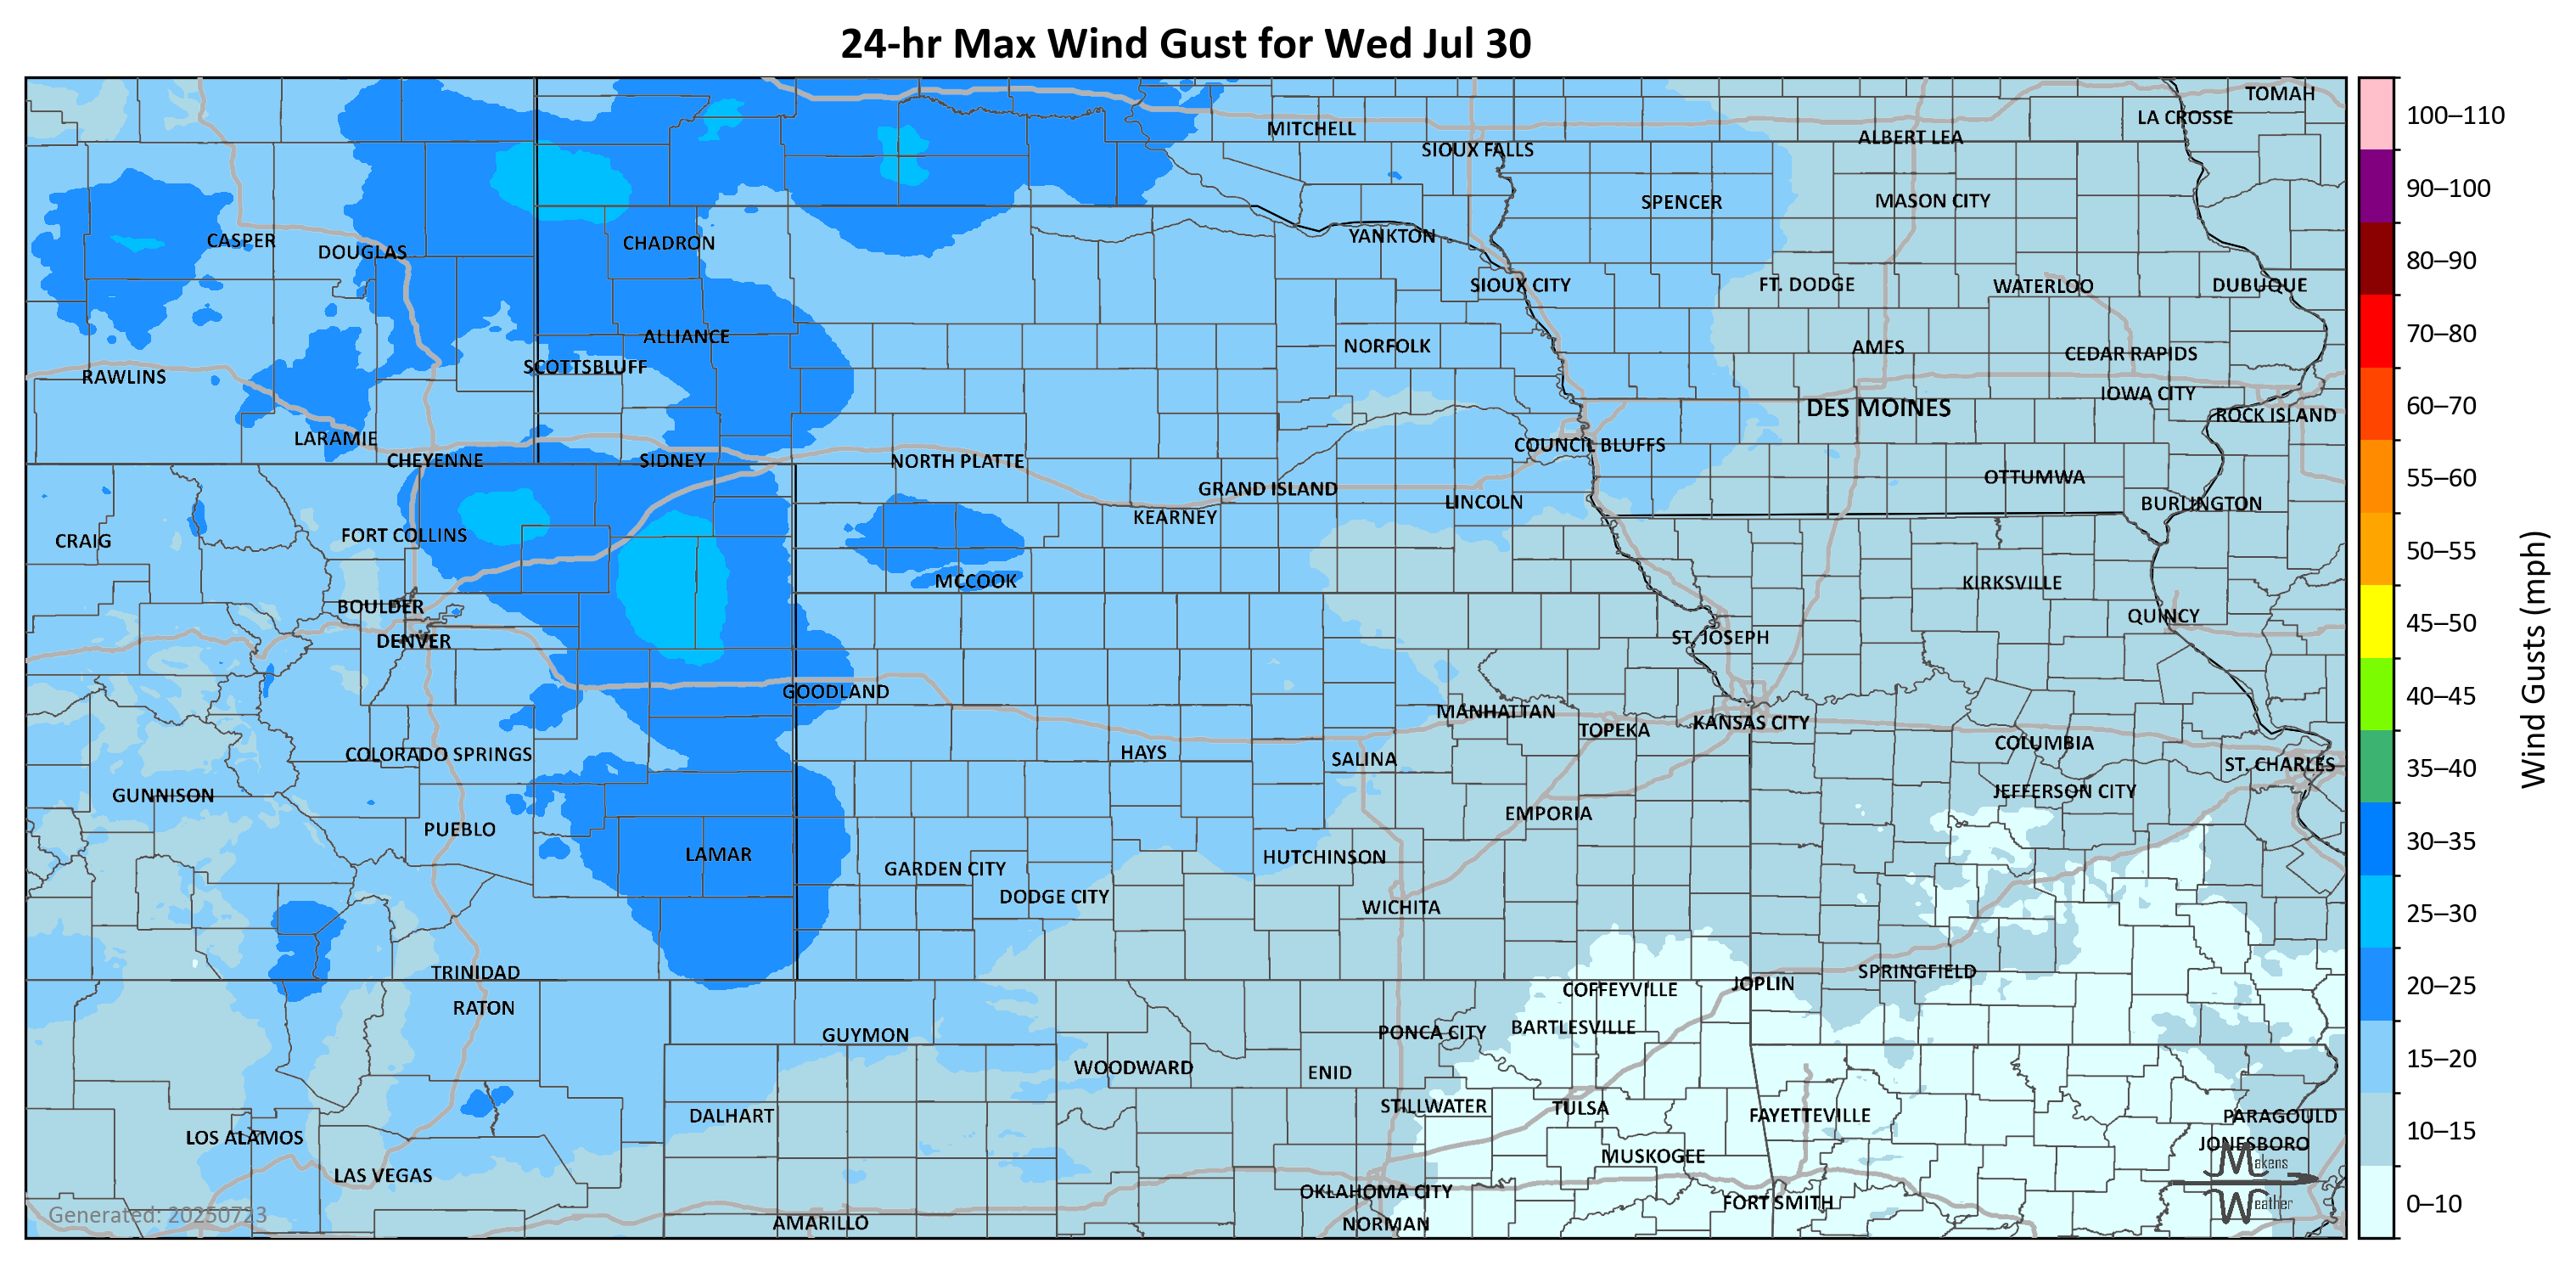 24-hr Max Wind Gust for Wed Jul 30
TOMAH
LA CROSSE
MITCHELL
ALBERT LEA
SIOUX FALLS
SPENCER
MASON CITY
CASPER
DOUGLAS
CHADRON
YANKTON
SIOUX CITY
FT. DODGE
WATERLOO
DUBUQUE
ALLIANCE
NORFOLK
AMES
CEDAR RAPIDS
SCOTTSBLUFF
RAWLINS
IOWA CITY
DES MOINES
ROCK ISLAND
LARAMIE
COUNCIL BLUFFS
CHEYENNE
SIDNEY
NORTH PLATTE
OTTUMWA
GRAND ISLAND
LINCOLN
BURLINGTON
KEARNEY
CRAIG
FORT COLLINS
MCCOOK
KIRKSVILLE
BOULDER
QUINCY
DENVER
ST. JOSEPH
GOODLAND
MANHATTAN
TOPEKA
KANSAS CITY
COLUMBIA
COLORADO SPRINGS
HAYS
SALINA
ST. CHARLES
GUNNISON
JEFFERSON CITY
EMPORIA
PUEBLO
LAMAR
HUTCHINSON
GARDEN CITY
DODGE CITY
WICHITA
TRINIDAD
SPRINGFIELD
JOPLIN
COFFEYVILLE
RATON
GUYMON
PONCA CITY
BARTLESVILLE
WOODWARD
ENID
STILLWATER
TULSA
DALHART
FAYETTEVILLE
PARAGOULD
LOS ALAMOS
JONESBORO
MUSKOGEE
LAS VEGAS
OKLAHOMA CITY
FORT SMITH
AMARILLO
NORMAN
Generated: 20250723
Makens
Weather
100–110
90–100
80–90
70–80
60–70
55–60
50–55
45–50
40–45
35–40
30–35
25–30
20–25
15–20
10–15
0–10
Wind Gusts (mph)